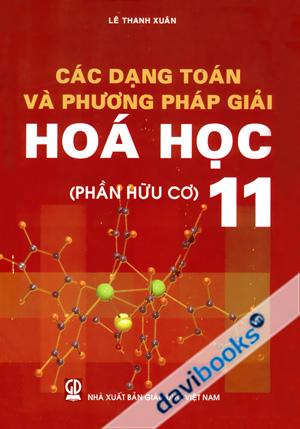 LÊ THANH XUÂN
CÁC DẠNG TOÁN
VÀ PHƯƠNG PHÁP GIẢI
HOÁ HỌC
(PHẦN HỮU CƠ) 11
davibooks.vn
NHÀ XUẤT BẢN GIÁO DỤC VIỆT NAM